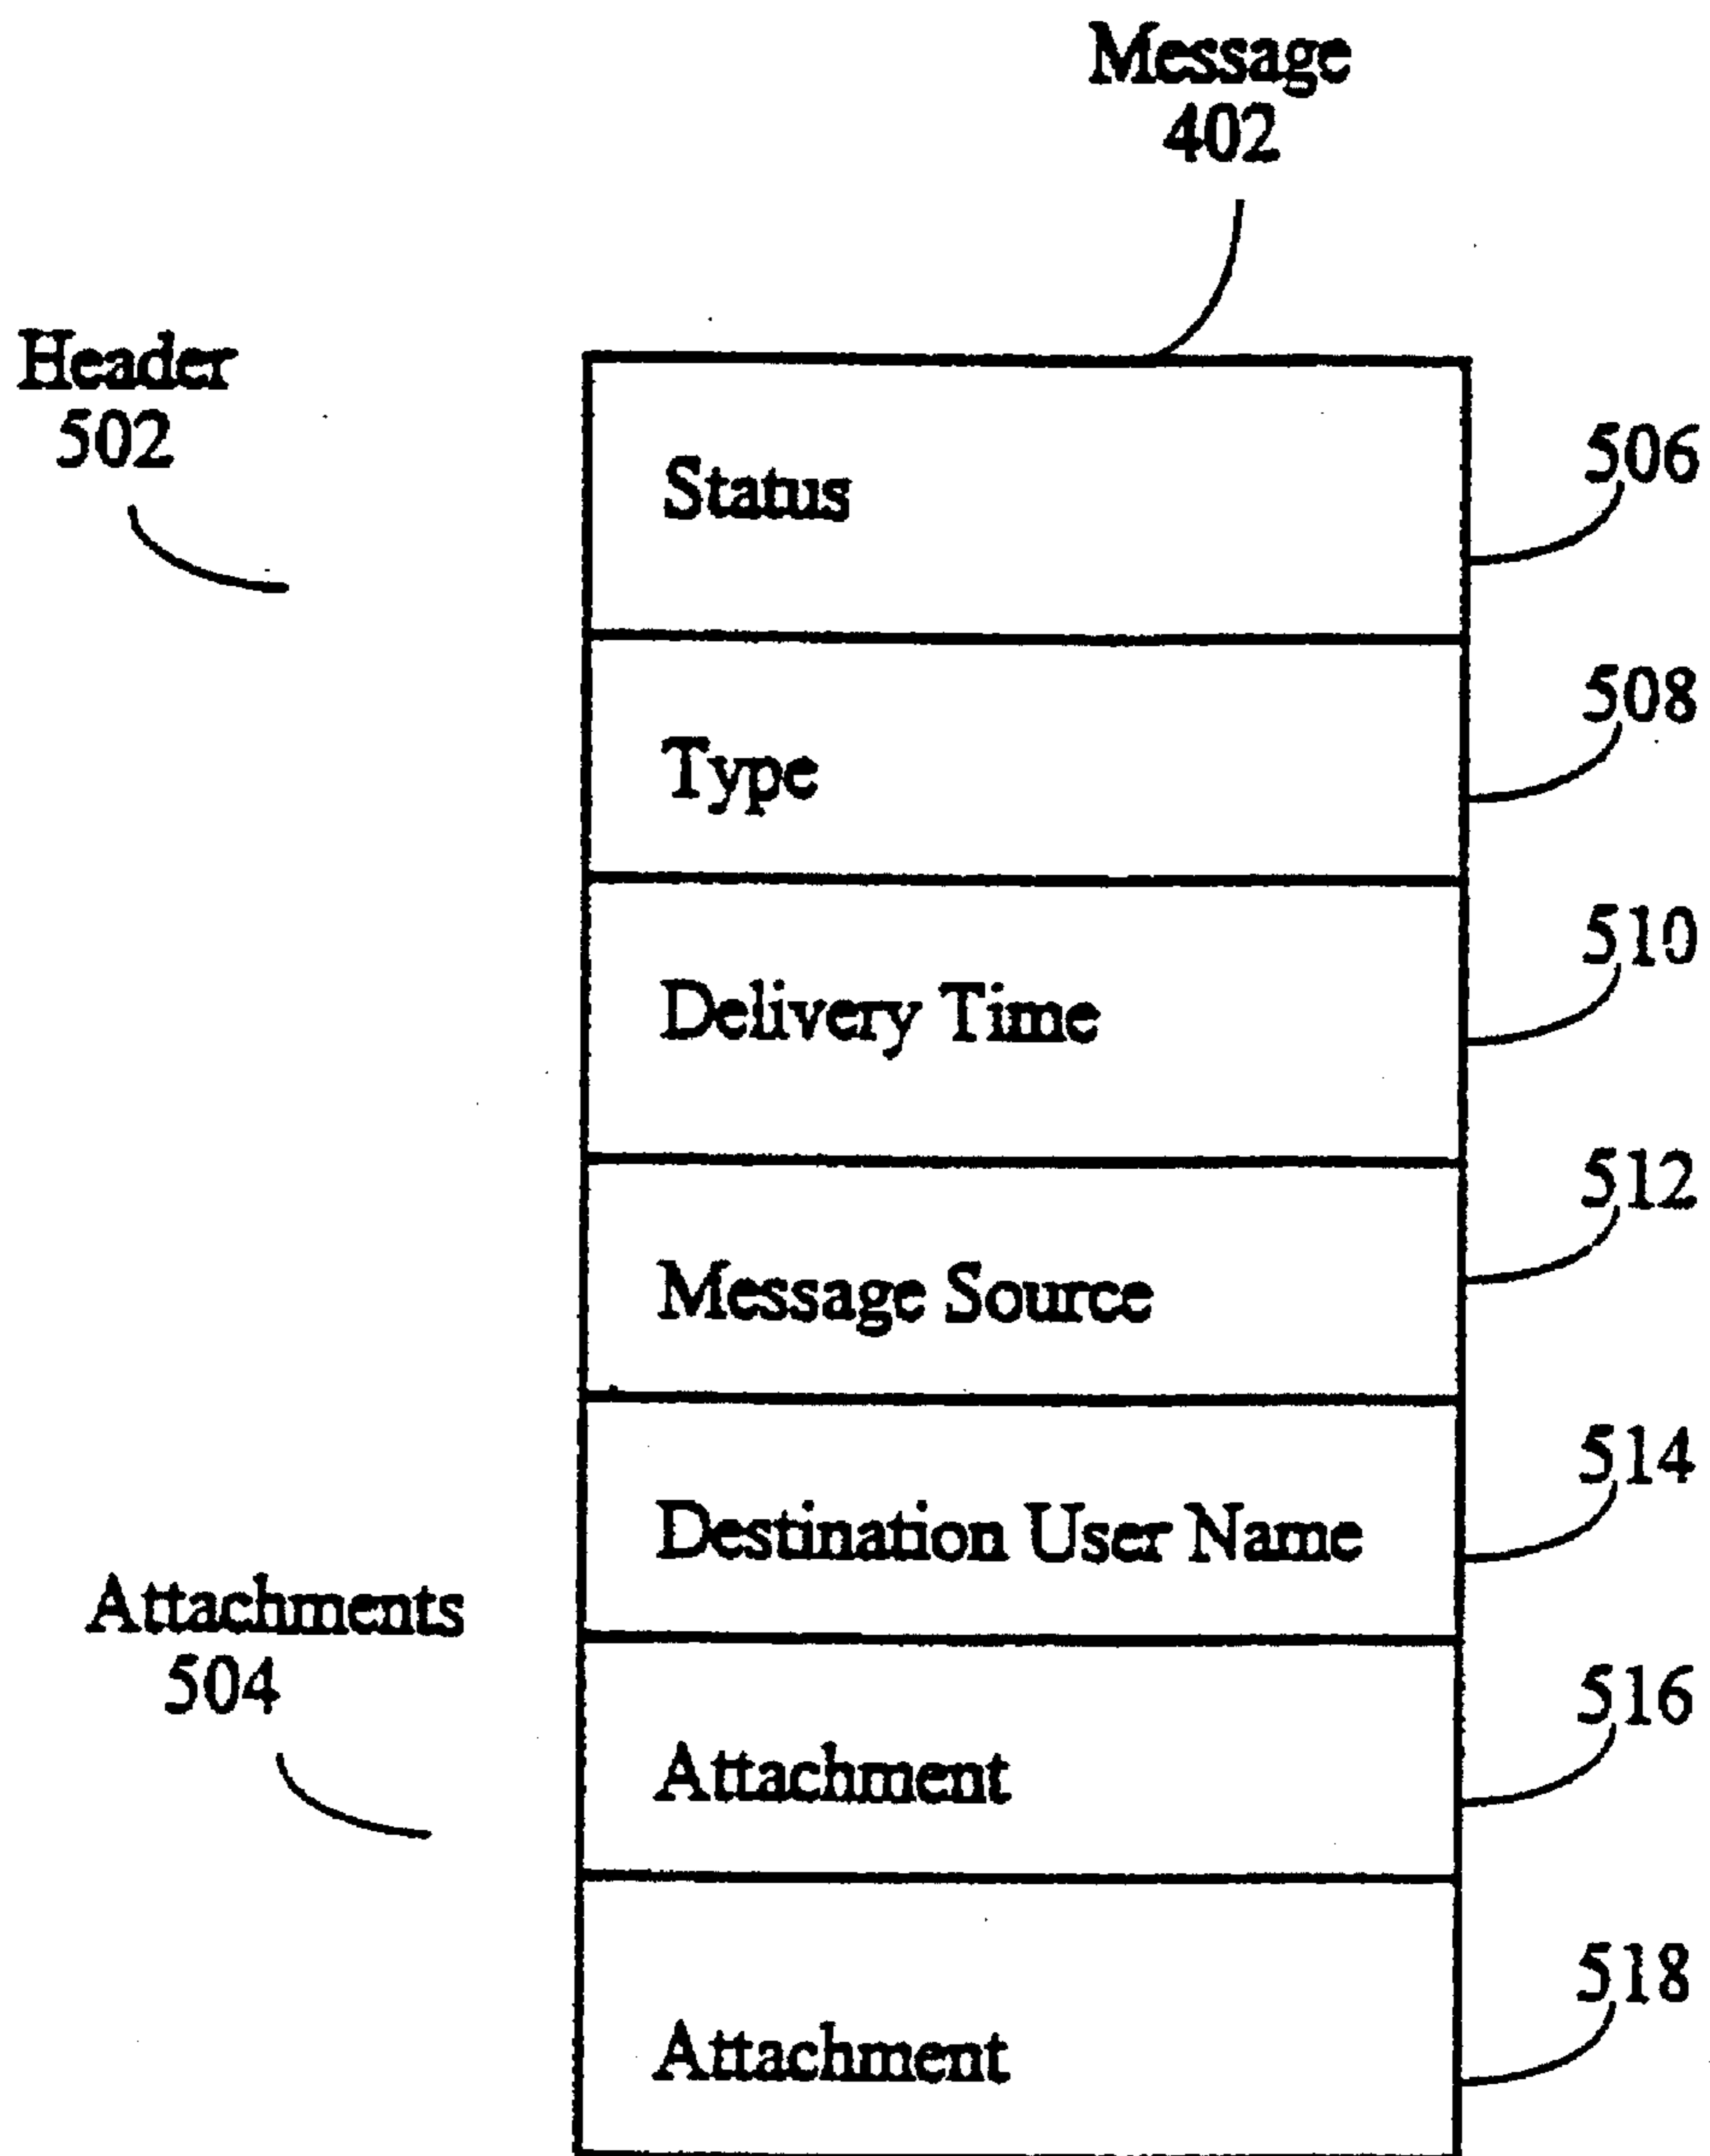 Message
402
Header
502
Status
506
Type
508
Delivery Time
510
Message Source
512
Destination User Name
514
Attachments
504
Attachment
516
Attachment
518